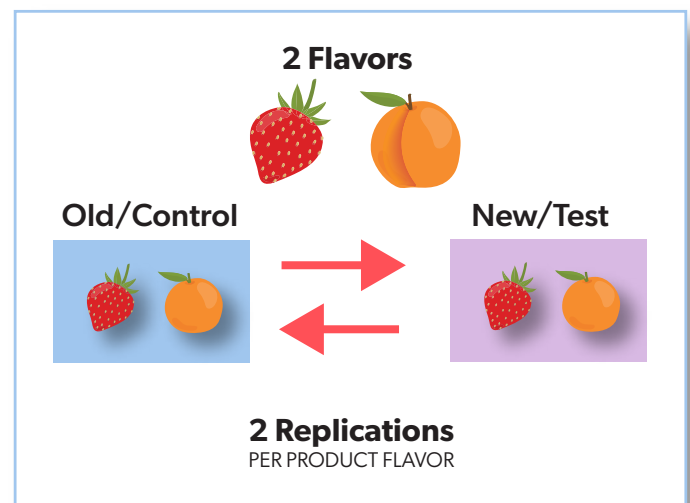 2 Flavors
Old/Control
New/Test
2 Replications
PER PRODUCT FLAVOR